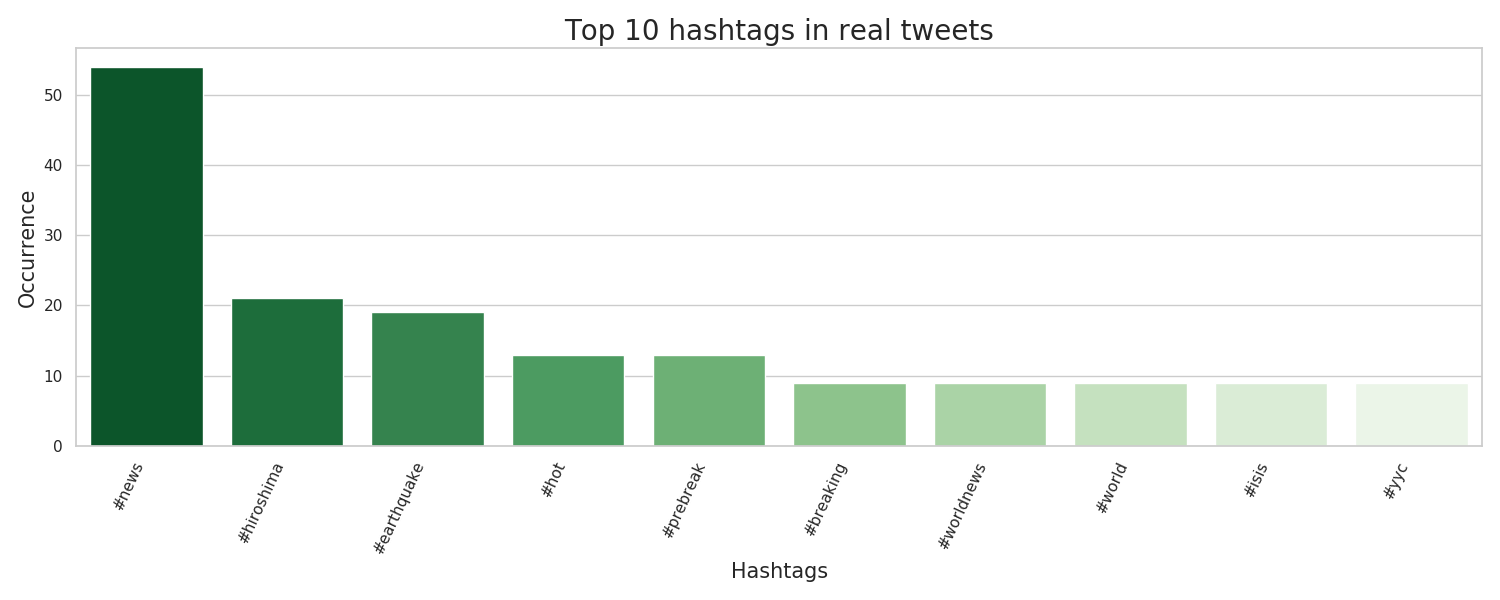 Top 10 hashtags in real tweets
Occurrence
50
40
30
20
10
0
#news
#hiroshima
#earthquake
#hot
#prebreak
#breaking
#worldnews
#world
#isis
#yyc
Hashtags